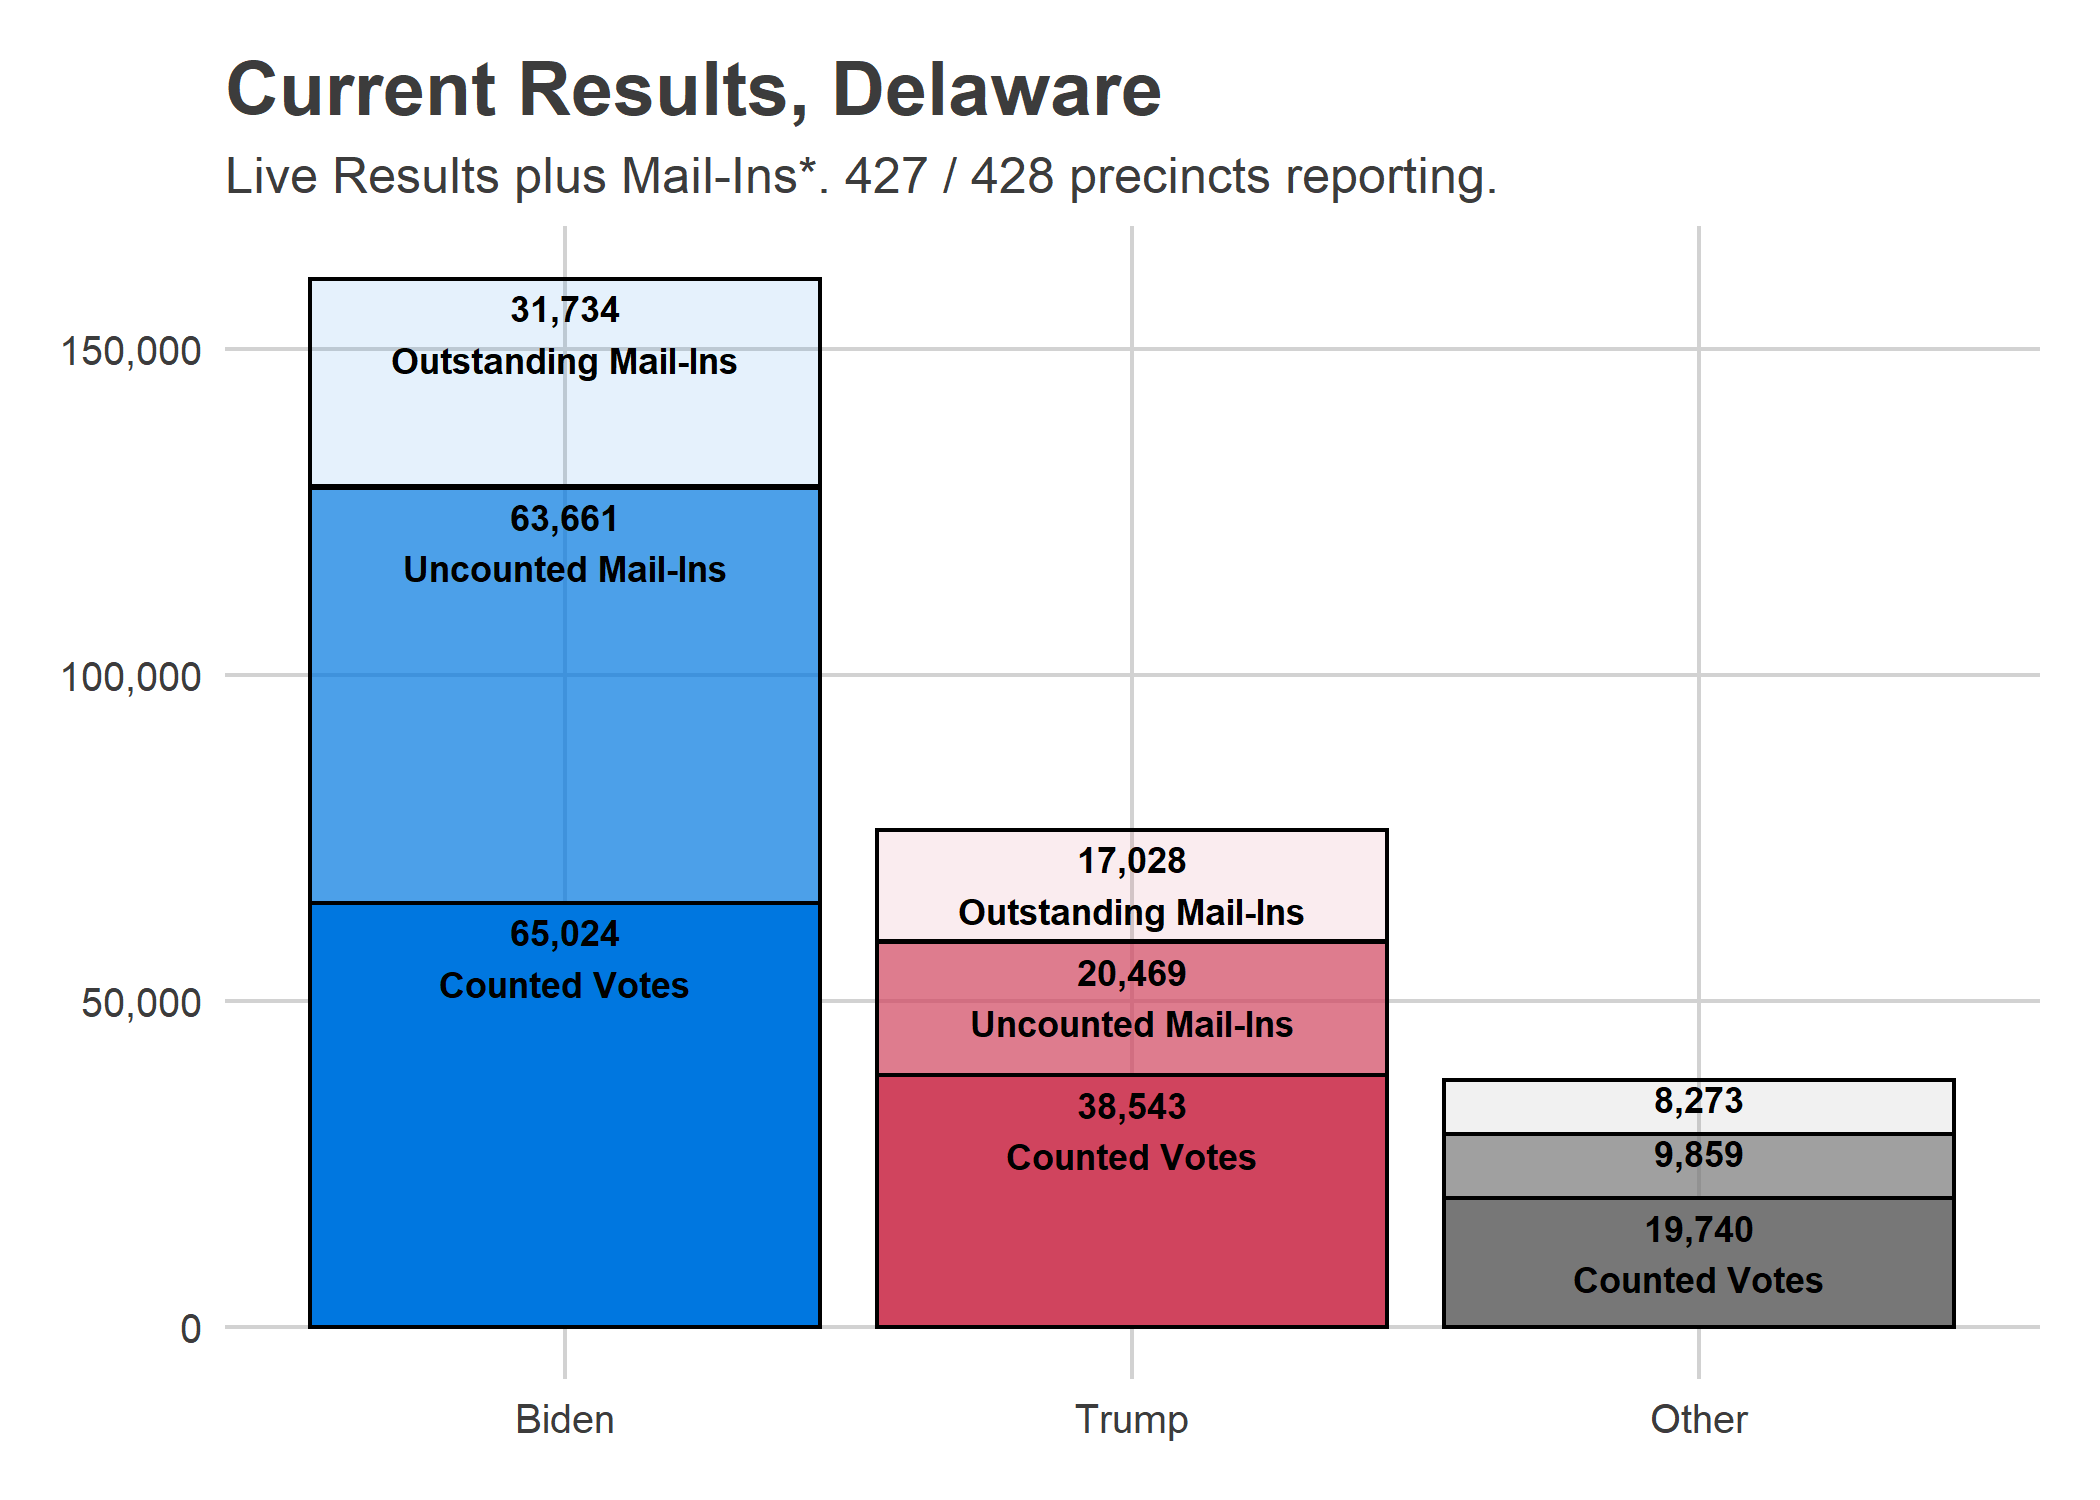 Current Results, Delaware
Live Results plus Mail-Ins*. 427 / 428 precincts reporting.
150,000
100,000
50,000
0
31,734
Outstanding Mail-Ins
63,661
Uncounted Mail-Ins
65,024
Counted Votes
17,028
Outstanding Mail-Ins
20,469
Uncounted Mail-Ins
38,543
Counted Votes
8,273
9,859
19,740
Counted Votes
Biden
Trump
Other